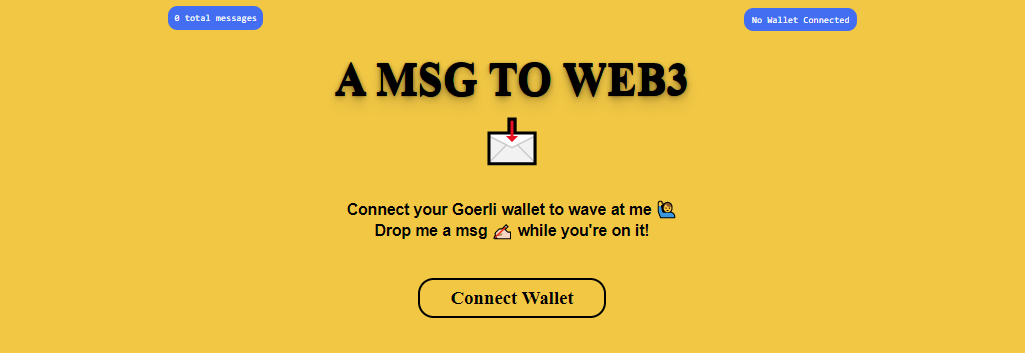 0 total messages
No Wallet Connected
A MSG TO WEB3
Connect your Goerli wallet to wave at me 🙋
Drop me a msg ✍ while you're on it!
Connect Wallet